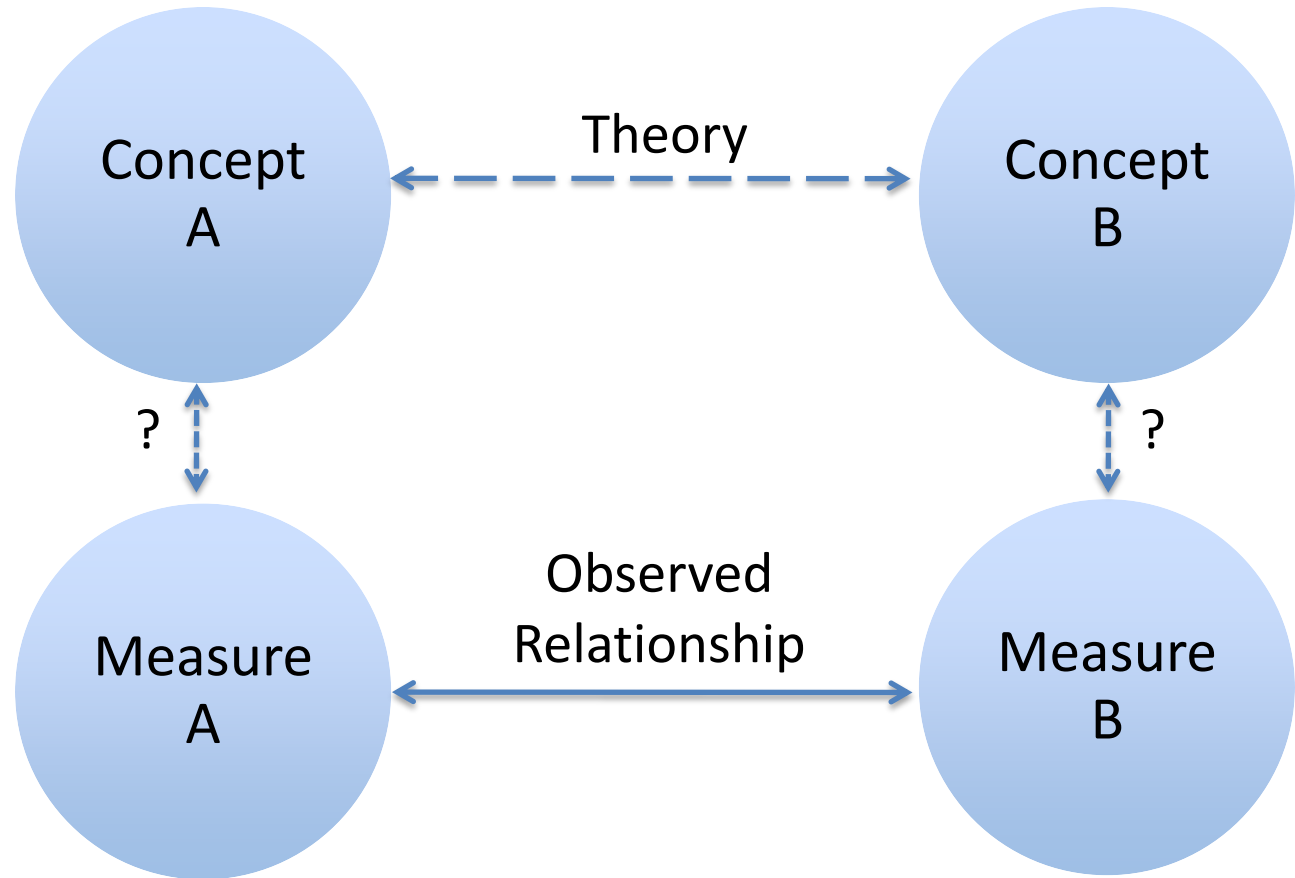 Concept
A
Theory
Concept
B
?
?
Measure
A
Observed
Relationship
Measure
B